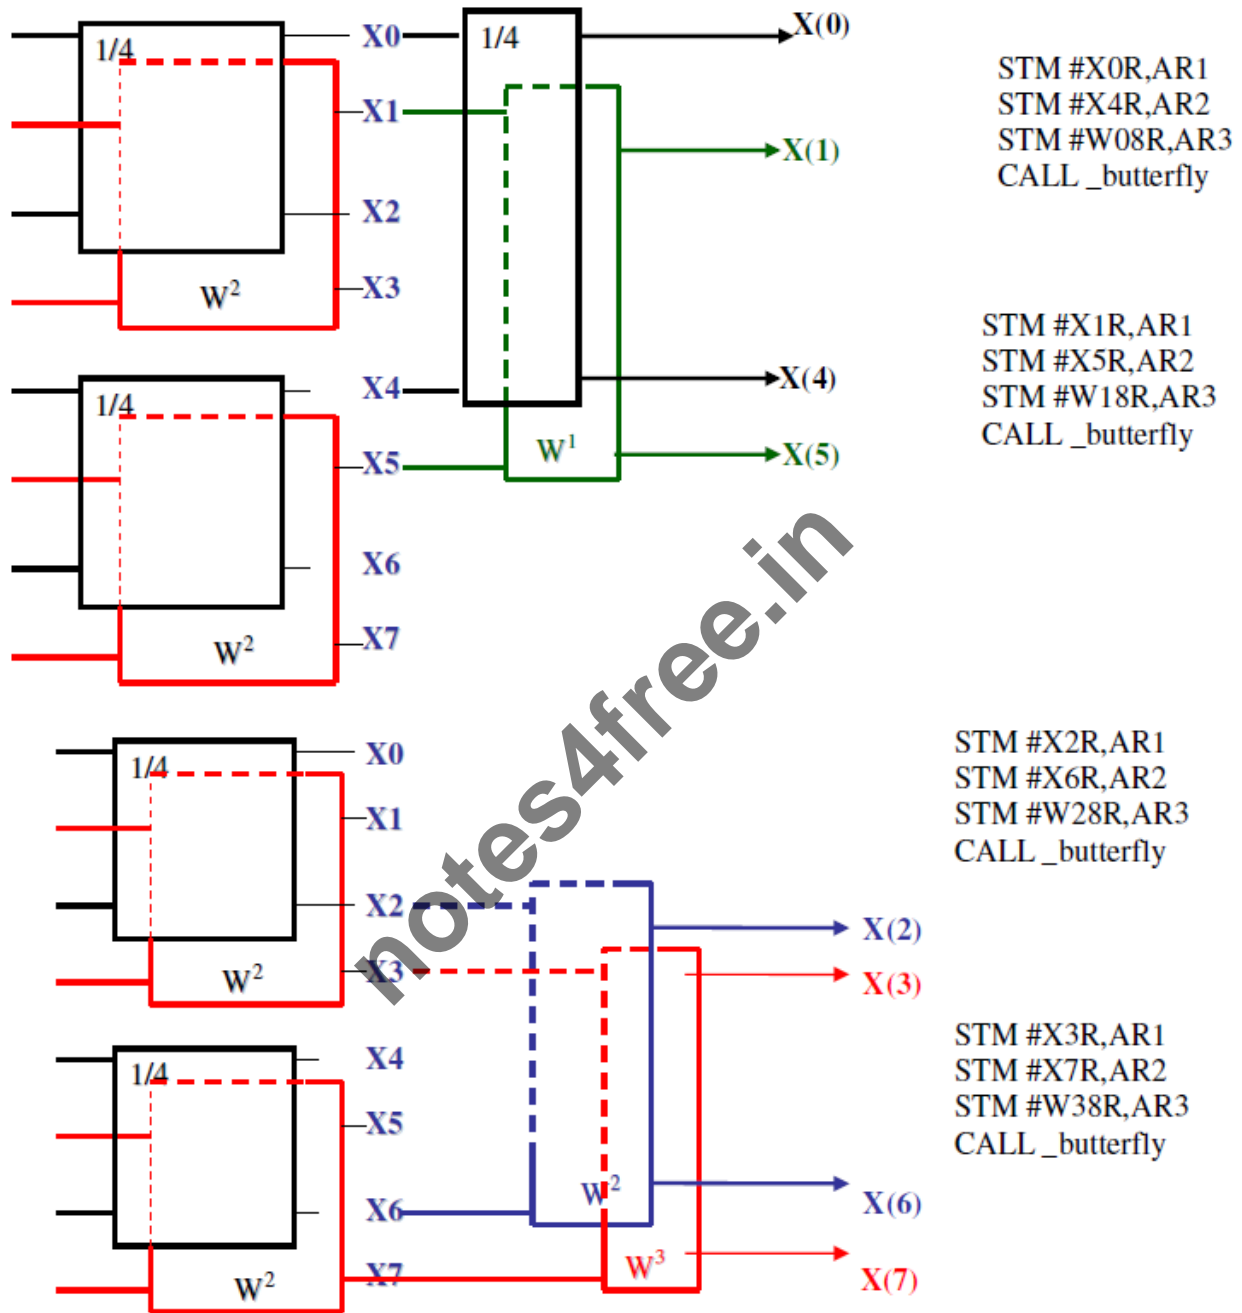 1/4
X0
1/4
X(0)
X1
X(1)
X2
W²
X3
1/4
X4
X(4)
X5
W¹
X(5)
X6
W²
X7
STM #X0R,AR1
STM #X4R,AR2
STM #W08R,AR3
CALL _butterfly
STM #X1R,AR1
STM #X5R,AR2
STM #W18R,AR3
CALL _butterfly
notes4free.in
1/4
X0
X1
X2
X(2)
W²
X3
X(3)
1/4
X4
X5
X6
W²
X(6)
W²
X7
W³
X(7)
STM #X2R,AR1
STM #X6R,AR2
STM #W28R,AR3
CALL _butterfly
STM #X3R,AR1
STM #X7R,AR2
STM #W38R,AR3
CALL _butterfly